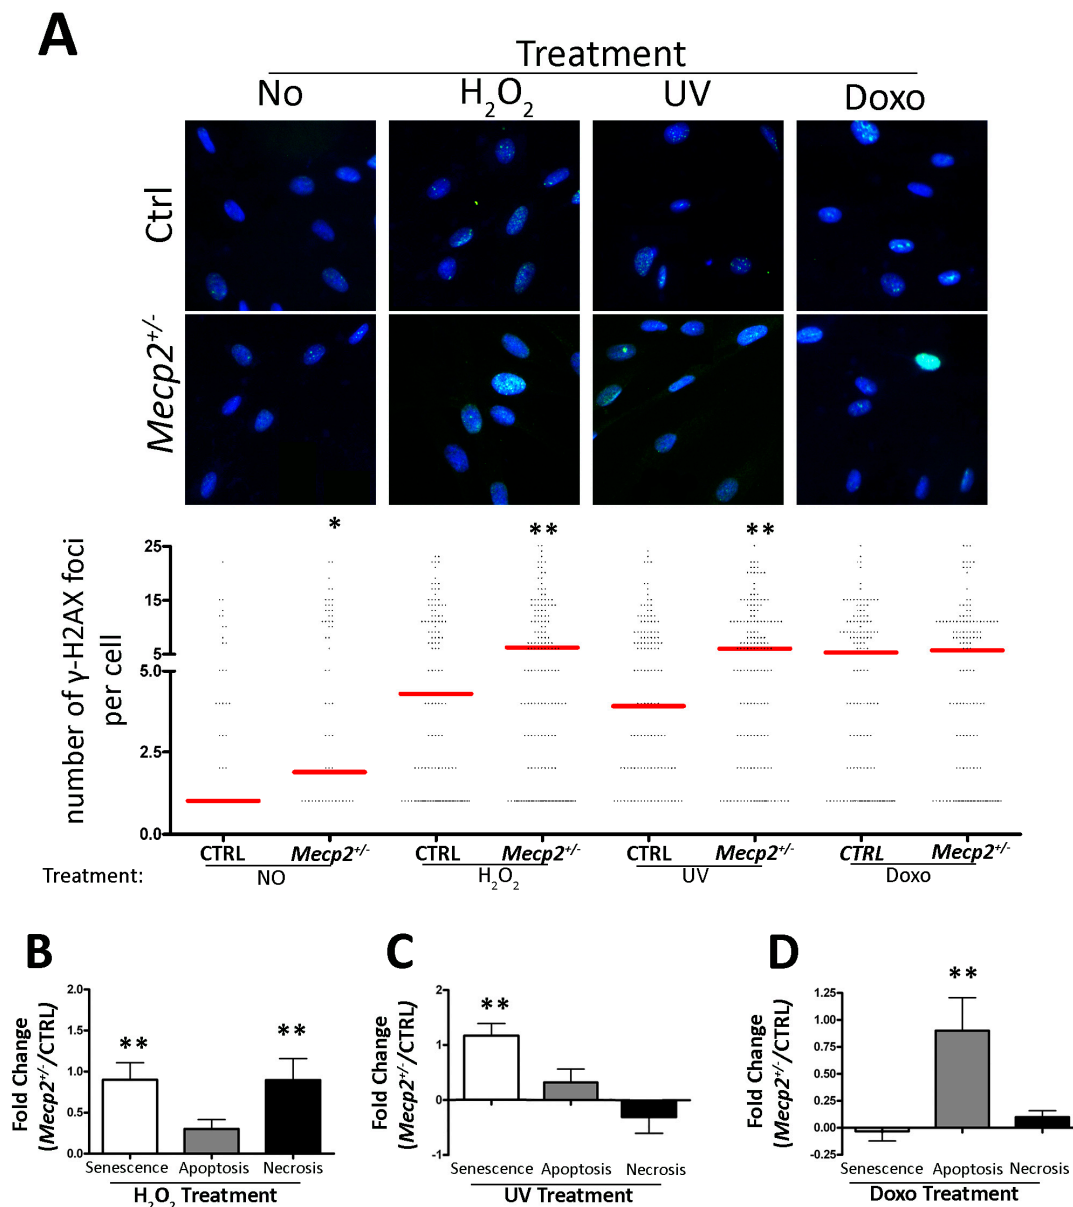 A
Treatment
No H₂O₂ UV Doxo
Ctrl
Mecp2⁺/⁻
* ** **
number of γ-H2AX foci
per cell
25
15
5
5.0
2.5
0.0
CTRL Mecp2⁺/⁻ CTRL Mecp2⁺/⁻ CTRL Mecp2⁺/⁻ CTRL Mecp2⁺/⁻
Treatment: NO H₂O₂ UV Doxo
B
Fold Change
(Mecp2⁺/⁻/CTRL)
2.0
1.5
1.0
0.5
0.0
** **
Senescence Apoptosis Necrosis
H₂O₂ Treatment
C
Fold Change
(Mecp2⁺/⁻/CTRL)
2
1
0
-1
**
Senescence Apoptosis Necrosis
UV Treatment
D
Fold Change
(Mecp2⁺/⁻/CTRL)
1.25
1.00
0.75
0.50
0.25
0.00
-0.25
**
Senescence Apoptosis Necrosis
Doxo Treatment